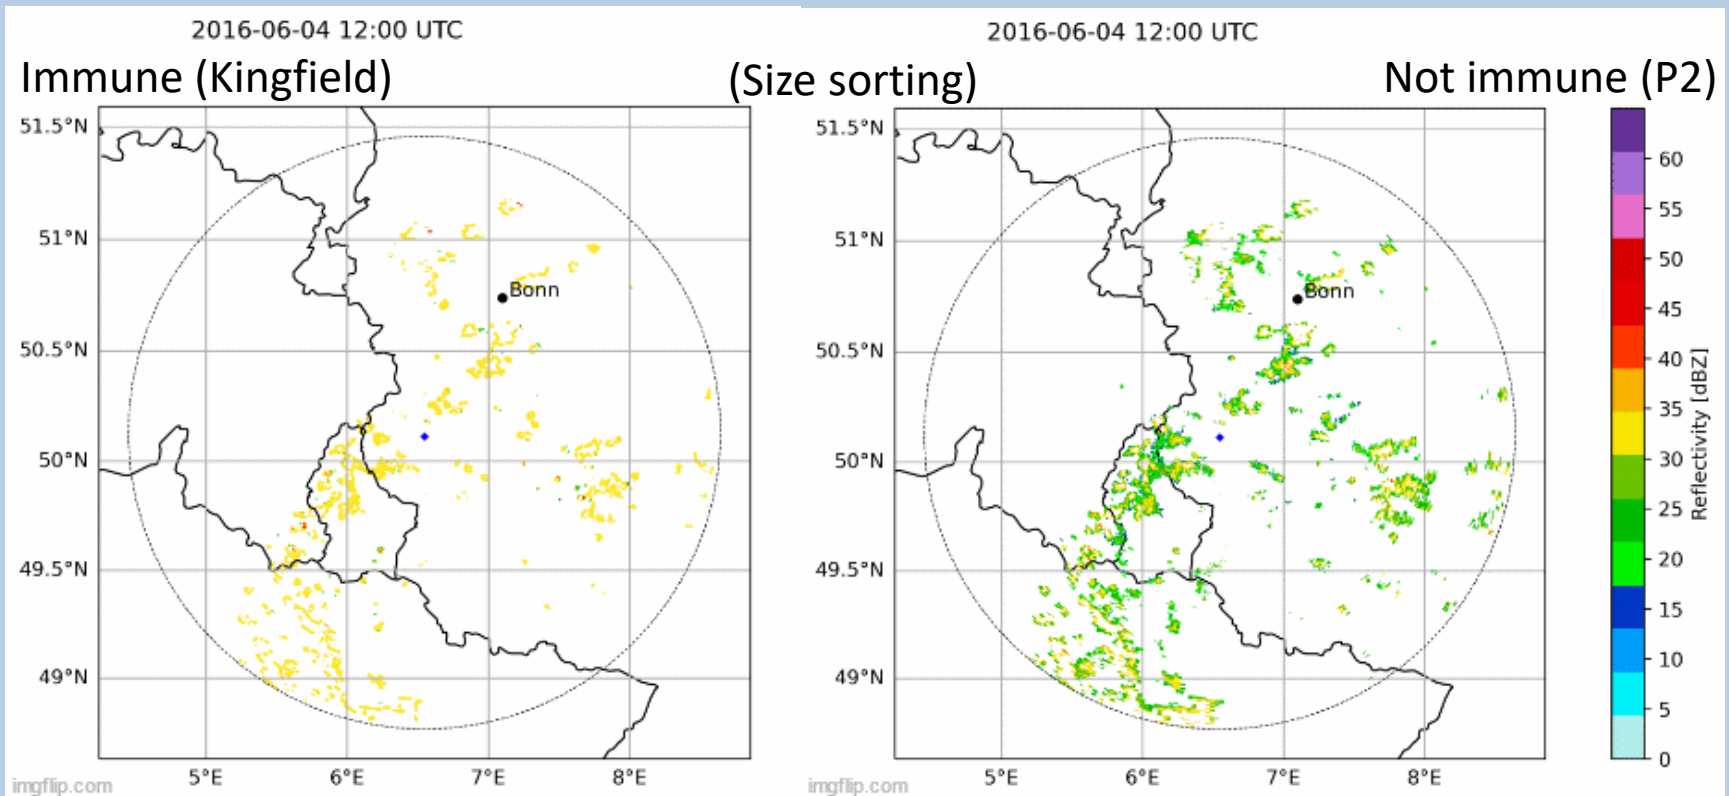 2016-06-04 12:00 UTC
2016-06-04 12:00 UTC
Immune (Kingfield)
(Size sorting)
Not immune (P2)
51.5°N
51°N
50.5°N
50°N
49.5°N
49°N
5°E
6°E
7°E
8°E
Bonn
imgflip.com
51.5°N
51°N
50.5°N
50°N
49.5°N
49°N
5°E
6°E
7°E
8°E
Bonn
imgflip.com
60
55
50
45
40
35
30
25
20
15
10
5
0
Reflectivity [dBZ]